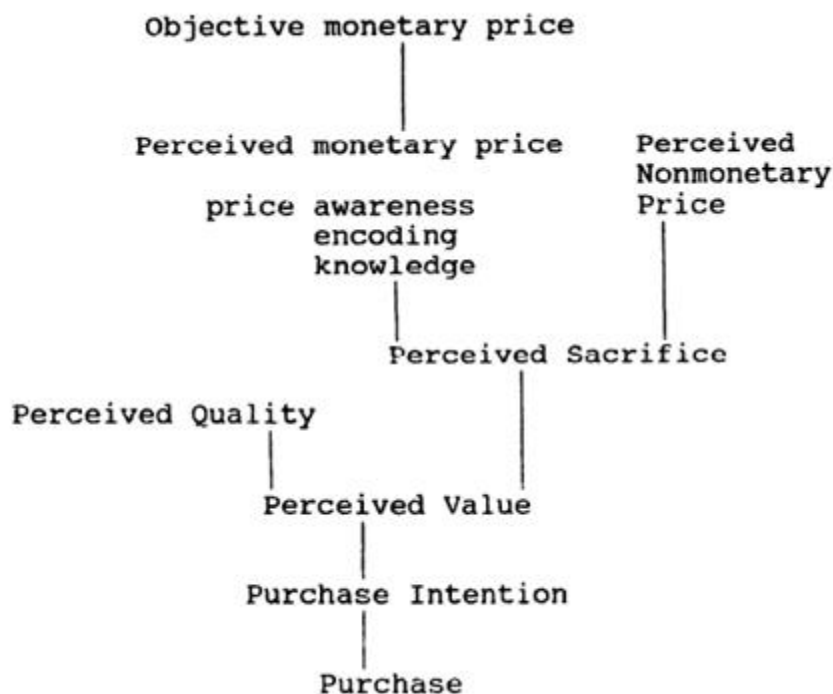 Objective monetary price
Perceived monetary price
Perceived
Nonmonetary
Price
price awareness
encoding
knowledge
Perceived Sacrifice
Perceived Quality
Perceived Value
Purchase Intention
Purchase